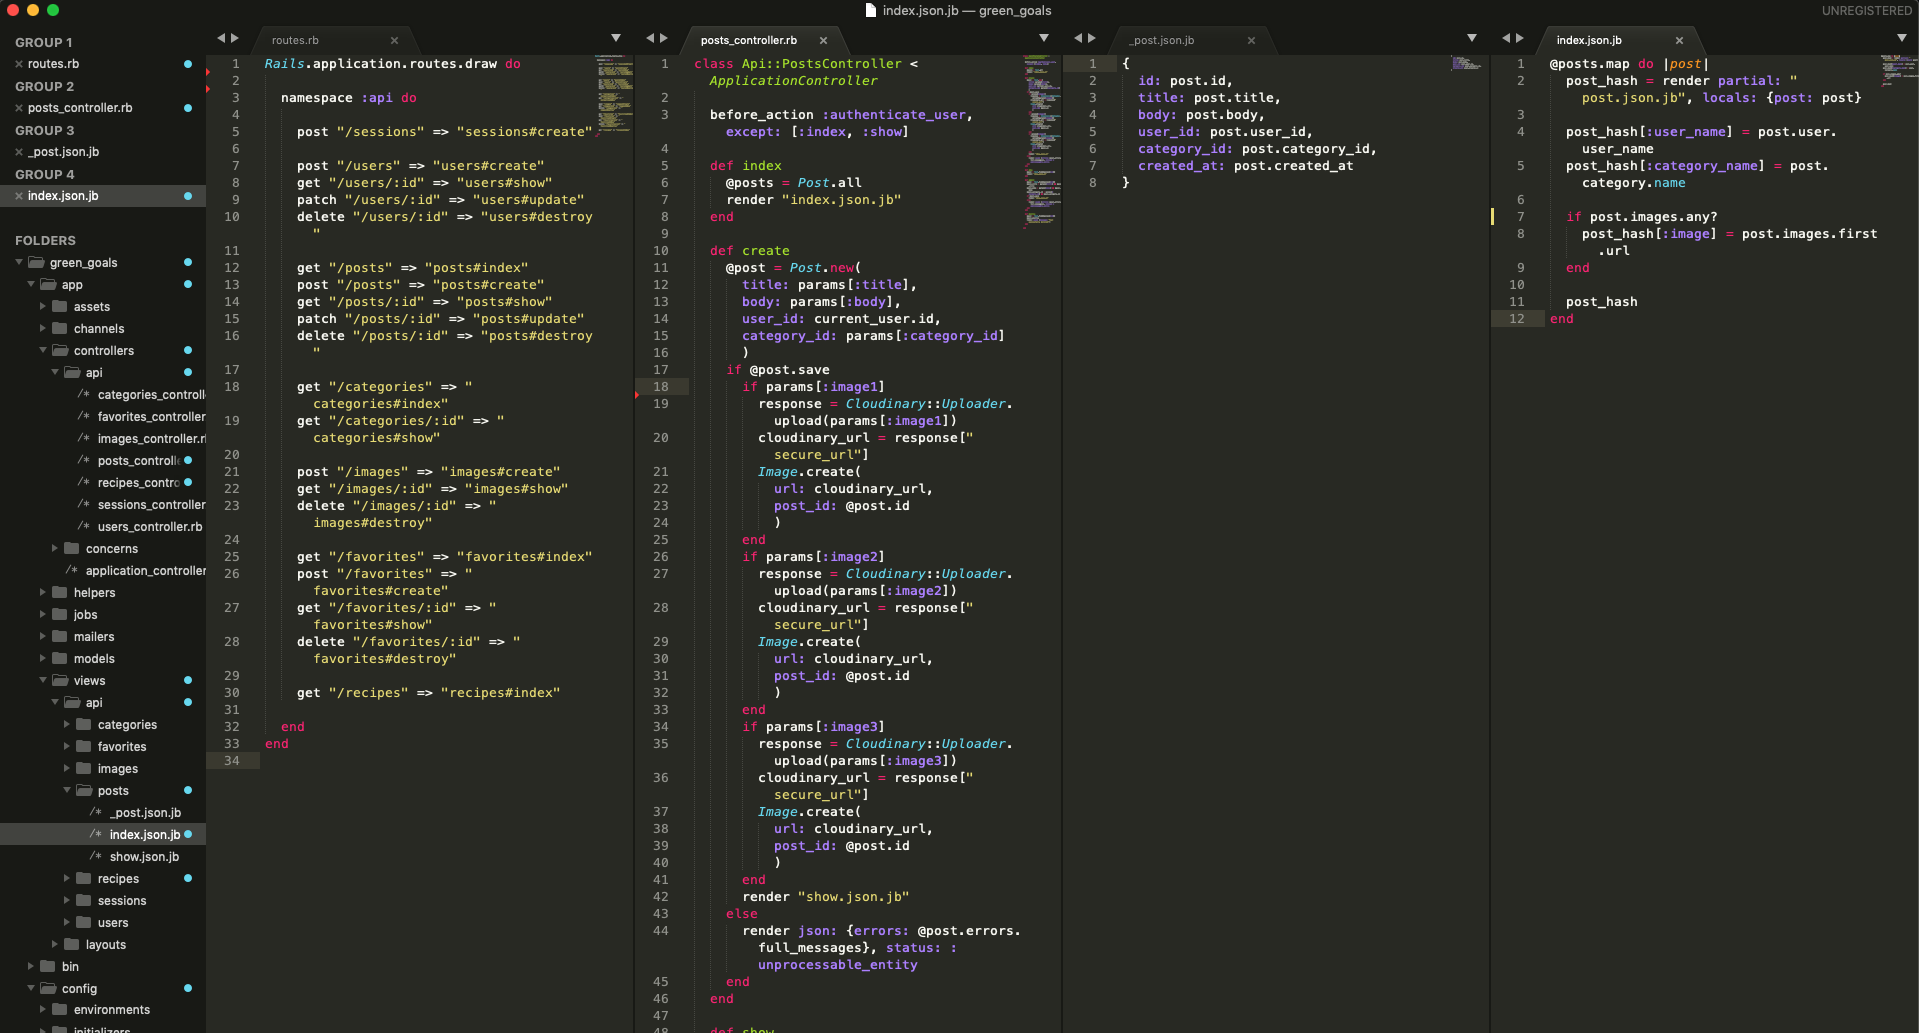 index.json.jb — green_goals
UNREGISTERED
GROUP 1
routes.rb
GROUP 2
posts_controller.rb
GROUP 3
_post.json.jb
GROUP 4
index.json.jb
FOLDERS
green_goals
app
assets
channels
controllers
api
/* categories_controll
/* favorites_controller
/* images_controller.r
/* posts_controll
/* recipes_contro
/* sessions_controller
/* users_controller.rb
concerns
/* application_controller
helpers
jobs
mailers
models
views
api
categories
favorites
images
posts
/* _post.json.jb
/* index.json.jb
/* show.json.jb
recipes
sessions
users
layouts
bin
config
environments
initializers
routes.rb
1 Rails.application.routes.draw do
2
3 namespace :api do
4
5 post "/sessions" => "sessions#create"
6
7 post "/users" => "users#create"
8 get "/users/:id" => "users#show"
9 patch "/users/:id" => "users#update"
10 delete "/users/:id" => "users#destroy
"
11
12 get "/posts" => "posts#index"
13 post "/posts" => "posts#create"
14 get "/posts/:id" => "posts#show"
15 patch "/posts/:id" => "posts#update"
16 delete "/posts/:id" => "posts#destroy
"
17
18 get "/categories" => "
categories#index"
19 get "/categories/:id" => "
categories#show"
20
21 post "/images" => "images#create"
22 get "/images/:id" => "images#show"
23 delete "/images/:id" => "
images#destroy"
24
25 get "/favorites" => "favorites#index"
26 post "/favorites" => "
favorites#create"
27 get "/favorites/:id" => "
favorites#show"
28 delete "/favorites/:id" => "
favorites#destroy"
29
30 get "/recipes" => "recipes#index"
31
32 end
33 end
34
posts_controller.rb
1 class Api::PostsController <
ApplicationController
2
3 before_action :authenticate_user,
except: [:index, :show]
4
5 def index
6 @posts = Post.all
7 render "index.json.jb"
8 end
9
10 def create
11 @post = Post.new(
12 title: params[:title],
13 body: params[:body],
14 user_id: current_user.id,
15 category_id: params[:category_id]
16 )
17 if @post.save
18 if params[:image1]
19 response = Cloudinary::Uploader.
upload(params[:image1])
20 cloudinary_url = response["
secure_url"]
21 Image.create(
22 url: cloudinary_url,
23 post_id: @post.id
24 )
25 end
26 if params[:image2]
27 response = Cloudinary::Uploader.
upload(params[:image2])
28 cloudinary_url = response["
secure_url"]
29 Image.create(
30 url: cloudinary_url,
31 post_id: @post.id
32 )
33 end
34 if params[:image3]
35 response = Cloudinary::Uploader.
upload(params[:image3])
36 cloudinary_url = response["
secure_url"]
37 Image.create(
38 url: cloudinary_url,
39 post_id: @post.id
40 )
41 end
42 render "show.json.jb"
43 else
44 render json: {errors: @post.errors.
full_messages}, status: :
unprocessable_entity
45 end
46 end
47
48 def show
_post.json.jb
1 {
2 id: post.id,
3 title: post.title,
4 body: post.body,
5 user_id: post.user_id,
6 category_id: post.category_id,
7 created_at: post.created_at
8 }
index.json.jb
1 @posts.map do |post|
2 post_hash = render partial: "
post.json.jb", locals: {post: post}
3
4 post_hash[:user_name] = post.user.
user_name
5 post_hash[:category_name] = post.
category.name
6
7 if post.images.any?
8 post_hash[:image] = post.images.first
.url
9 end
10
11 post_hash
12 end